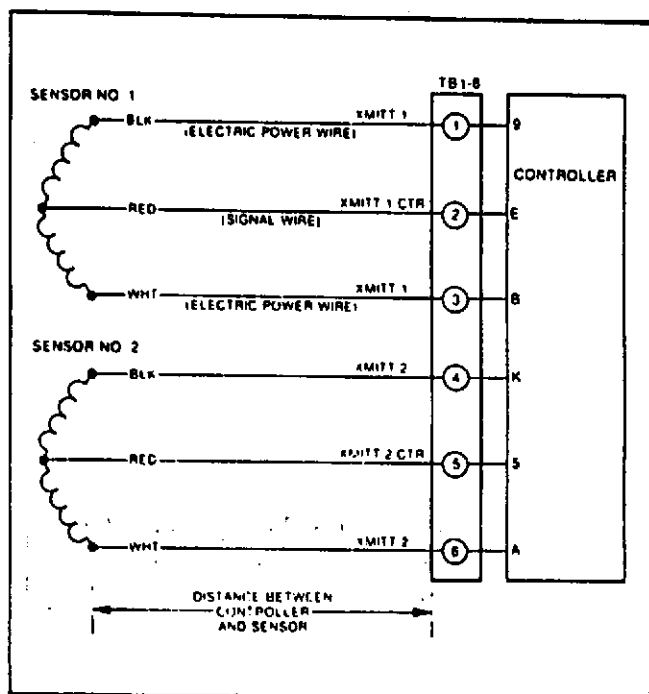 TB1-8
SENSOR NO 1
BLK
XMITT 1
(ELECTRIC POWER WIRE)
1
9
CONTROLLER
RED
XMITT 1 CTR
(SIGNAL WIRE)
2
E
WHT
XMITT 1
(ELECTRIC POWER WIRE)
3
B
SENSOR NO. 2
BLK
XMITT 2
4
K
RED
XMITT 2 CTR
5
5
WHT
XMITT 2
6
A
DISTANCE BETWEEN
CONTROLLER
AND SENSOR